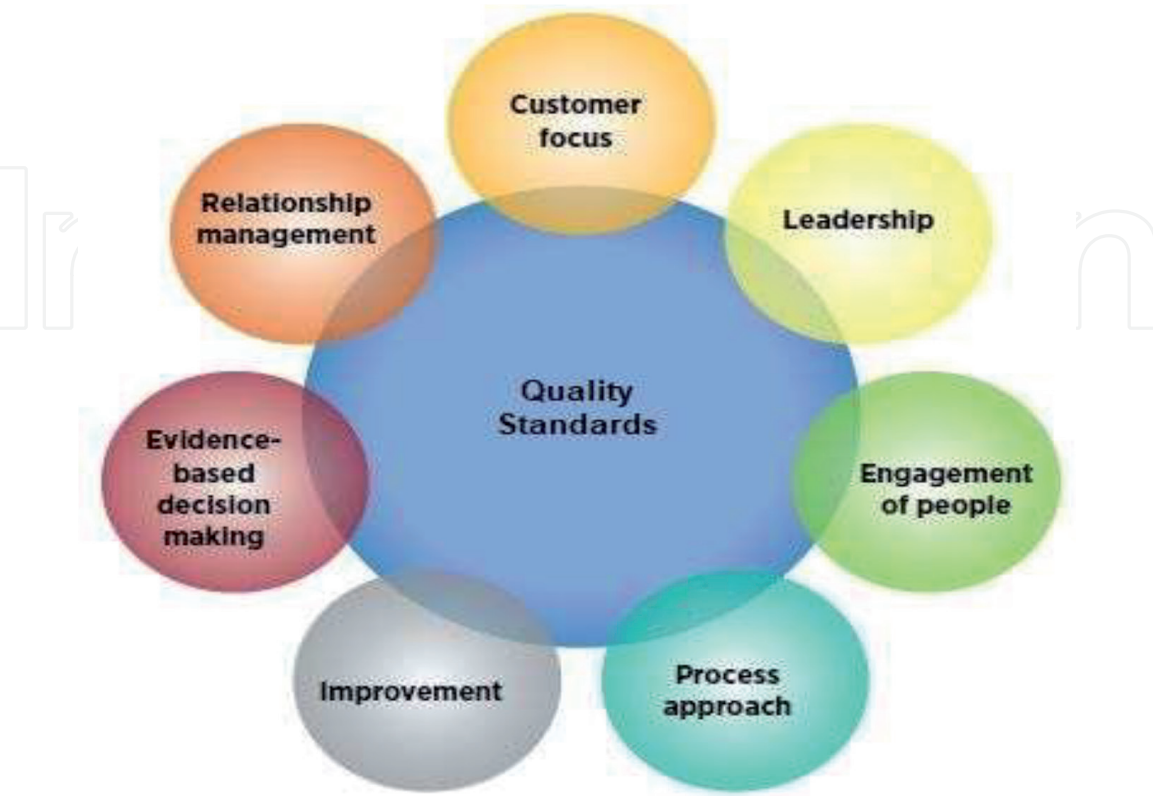 Customer
focus
Leadership
Engagement
of people
Process
approach
Improvement
Evidence-
based
decision
making
Relationship
management
Quality
Standards